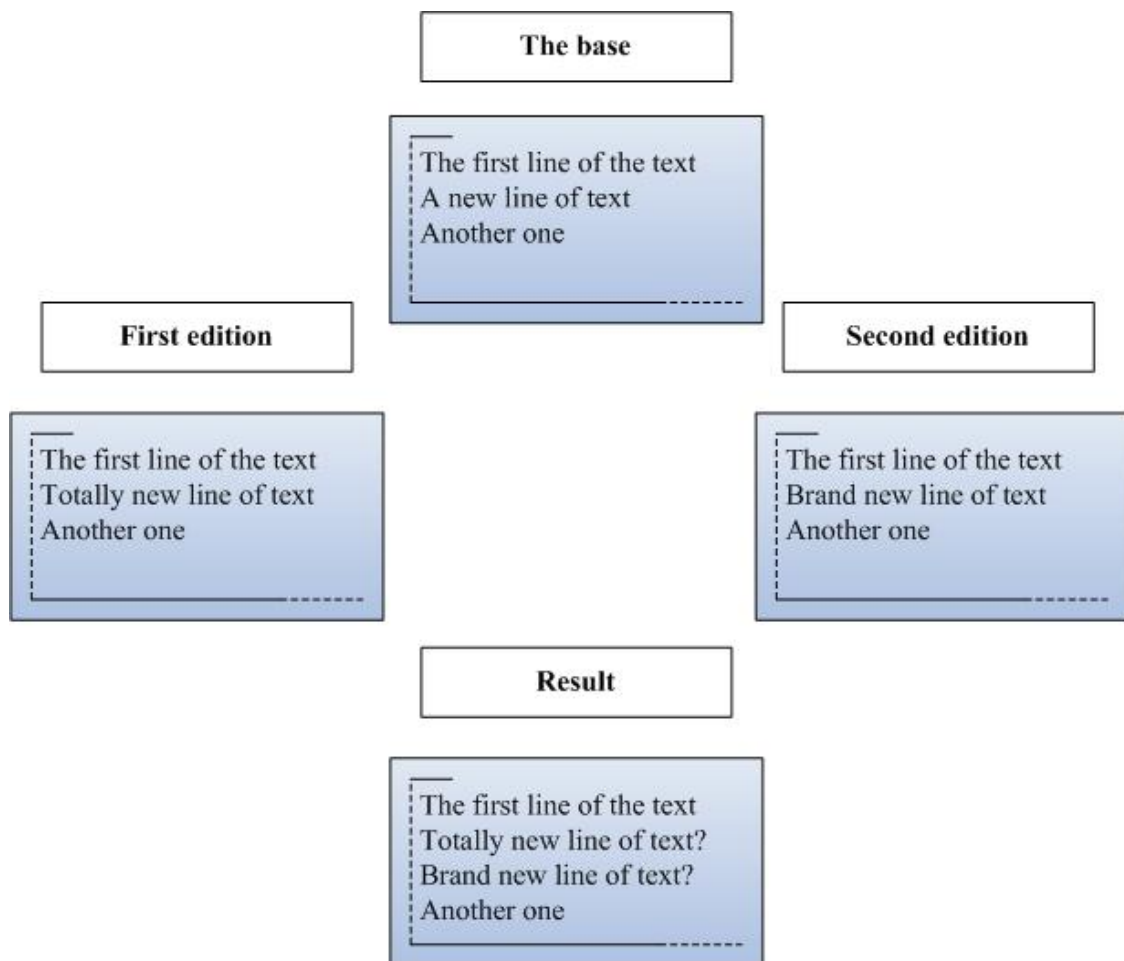 The base
The first line of the text
A new line of text
Another one
First edition
The first line of the text
Totally new line of text
Another one
Second edition
The first line of the text
Brand new line of text
Another one
Result
The first line of the text
Totally new line of text?
Brand new line of text?
Another one